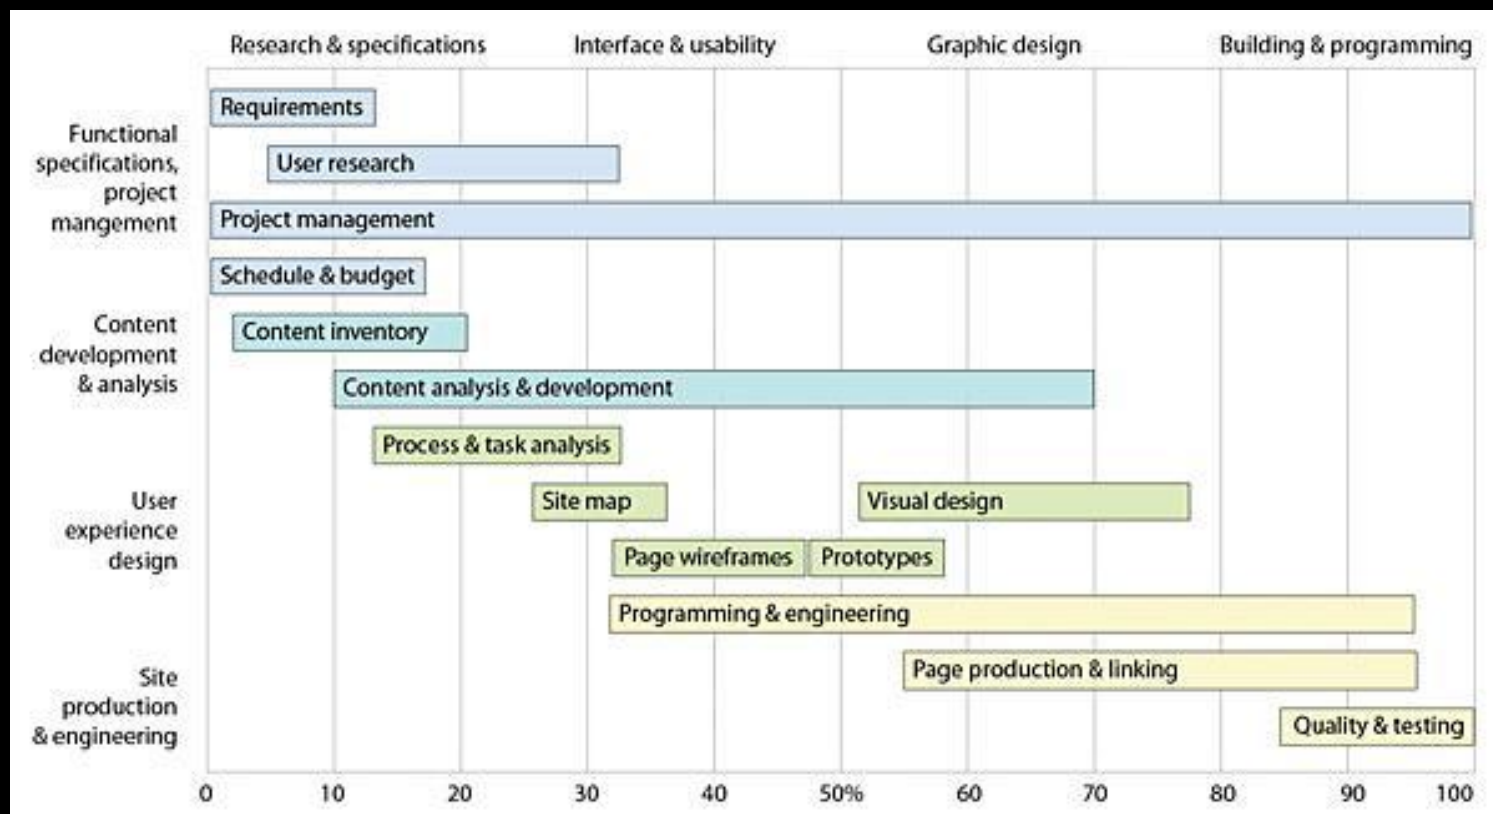 Research & specifications
Interface & usability
Graphic design
Building & programming
Functional
specifications,
project
mangement
Requirements
User research
Project management
Schedule & budget
Content
development
& analysis
Content inventory
Content analysis & development
User
experience
design
Process & task analysis
Site map
Visual design
Page wireframes
Prototypes
Site
production
& engineering
Programming & engineering
Page production & linking
Quality & testing
0 10 20 30 40 50% 60 70 80 90 100